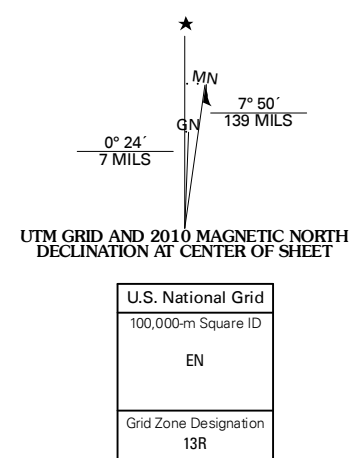 MN
7° 50´
139 MILS
GN
0° 24´
7 MILS
UTM GRID AND 2010 MAGNETIC NORTH
DECLINATION AT CENTER OF SHEET
U.S. National Grid
100,000-m Square ID
EN
Grid Zone Designation
13R